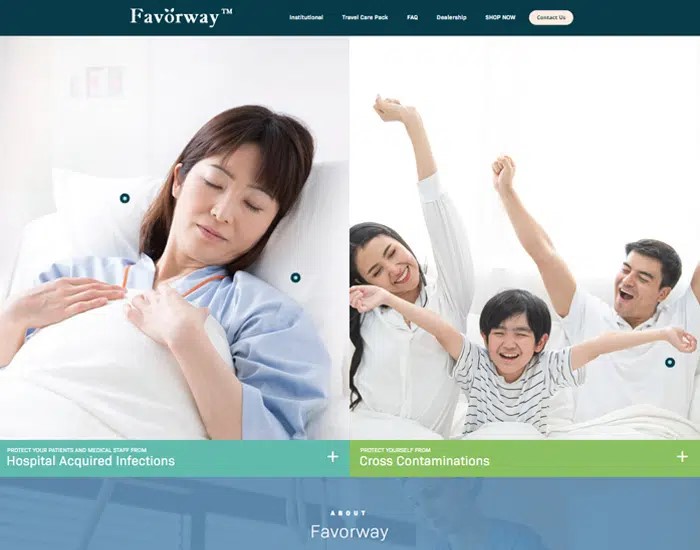 Favorway™
Institutional Travel Care Pack FAQ Dealership SHOP NOW Contact Us
PROTECT YOUR PATIENTS AND MEDICAL STAFF FROM
Hospital Acquired Infections +
PROTECT YOURSELF FROM
Cross Contaminations +
ABOUT
Favorway